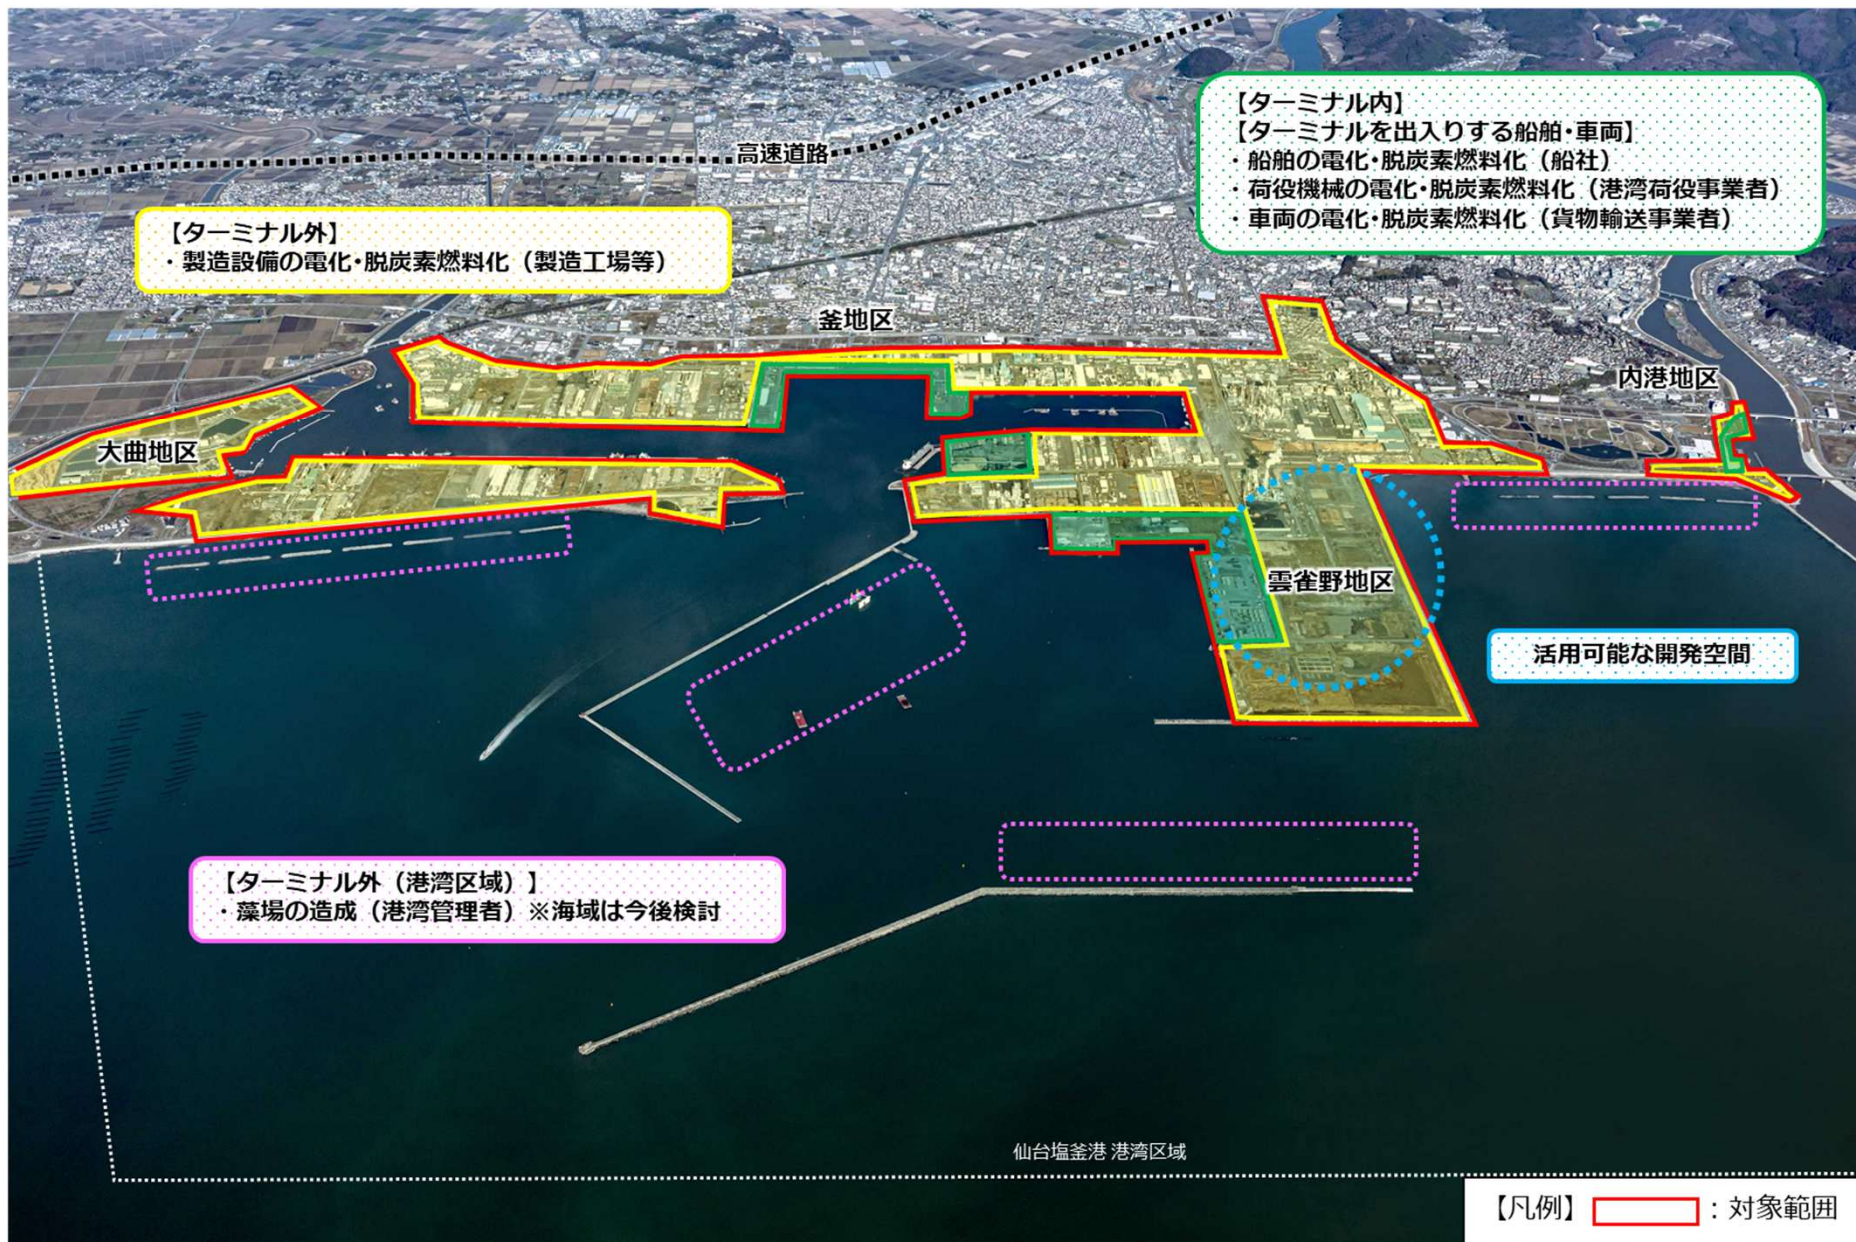 【ターミナル内】
【ターミナルを出入りする船舶・車両】
・船舶の電化・脱炭素燃料化（船社）
・荷役機械の電化・脱炭素燃料化（港湾荷役事業者）
・車両の電化・脱炭素燃料化（貨物輸送事業者）
高速道路
【ターミナル外】
・製造設備の電化・脱炭素燃料化（製造工場等）
釜地区
内港地区
大曲地区
雲雀野地区
活用可能な開発空間
【ターミナル外（港湾区域）】
・藻場の造成（港湾管理者）※海域は今後検討
仙台塩釜港 港湾区域
【凡例】 ：対象範囲